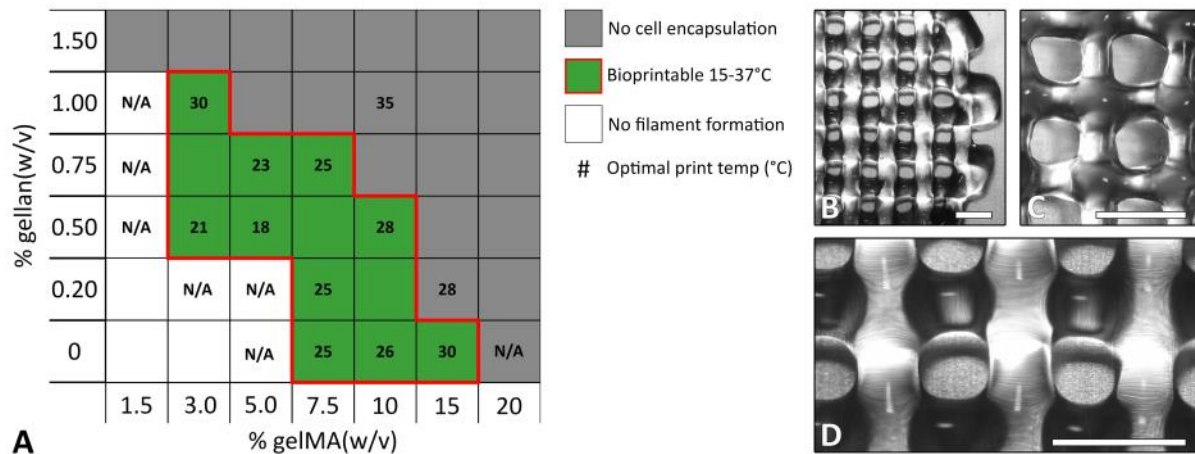 1.50
1.00 N/A 30 35
0.75 N/A 23 25
0.50 N/A 21 18 28
0.20 N/A N/A 25 28
0 N/A 25 26 30 N/A
1.5 3.0 5.0 7.5 10 15 20
% gellan(w/v)
% gelMA(w/v)
A
No cell encapsulation
Bioprintable 15-37°C
No filament formation
# Optimal print temp (°C)
B
C
D